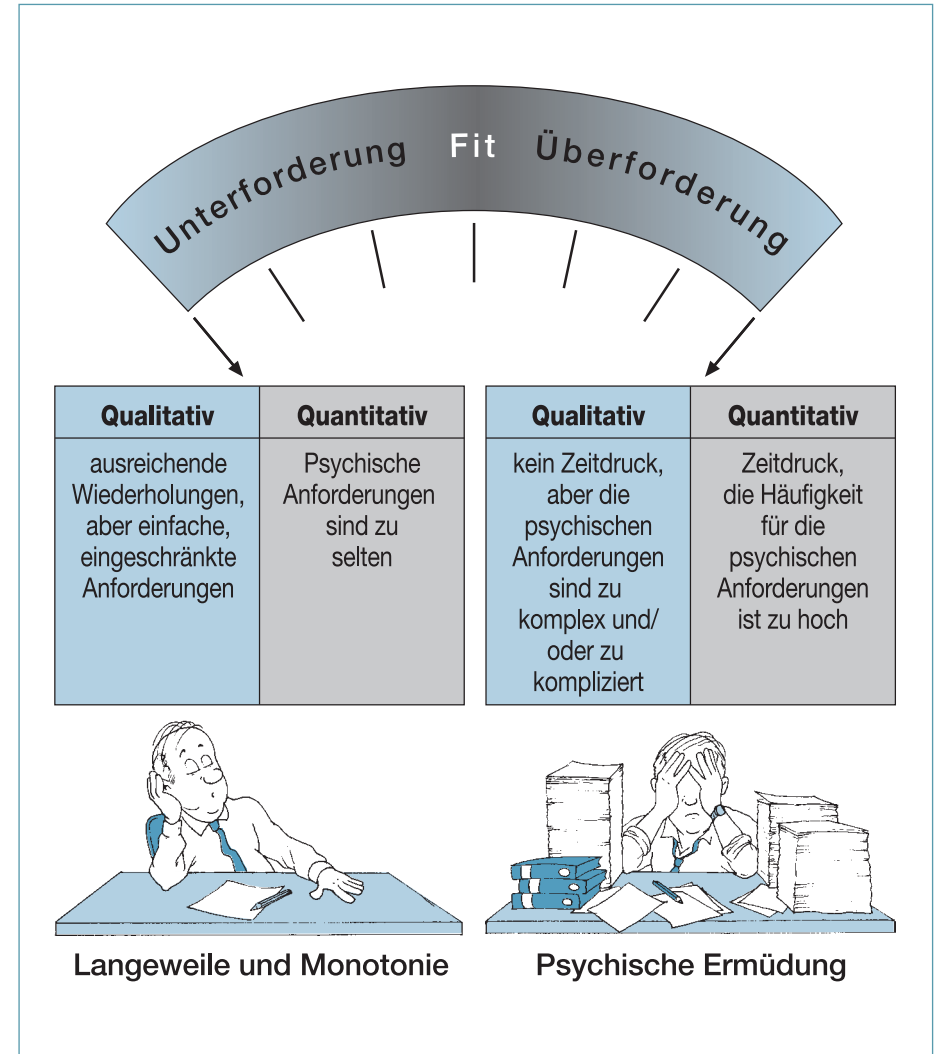 Unterforderung Fit Überforderung
Qualitativ
ausreichende
Wiederholungen,
aber einfache,
eingeschränkte
Anforderungen
Quantitativ
Psychische
Anforderungen
sind zu
selten
Qualitativ
kein Zeitdruck,
aber die
psychischen
Anforderungen
sind zu
komplex und/
oder zu
kompliziert
Quantitativ
Zeitdruck,
die Häufigkeit
für die
psychischen
Anforderungen
ist zu hoch
Langeweile und Monotonie
Psychische Ermüdung